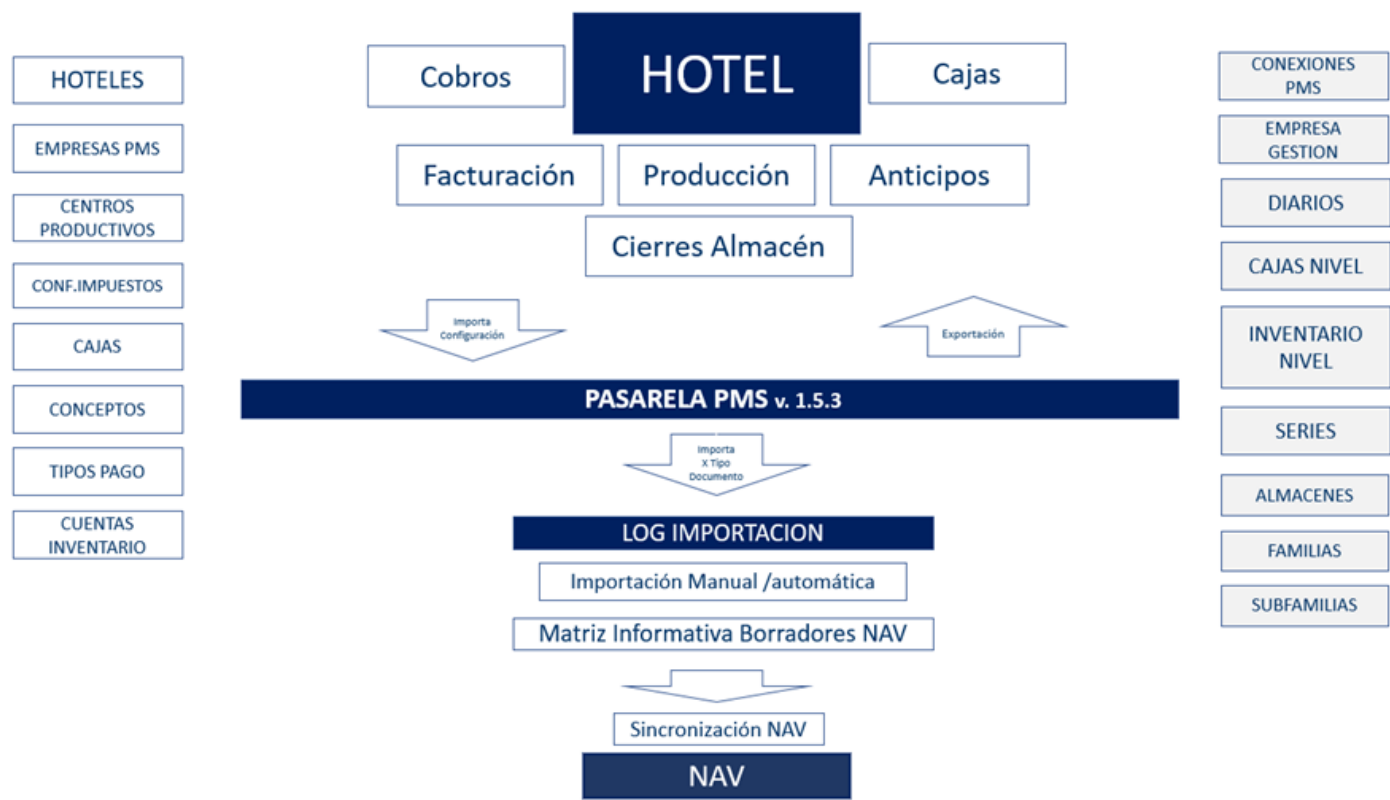 HOTELES
EMPRESAS PMS
CENTROS
PRODUCTIVOS
CONF.IMPUESTOS
CAJAS
CONCEPTOS
TIPOS PAGO
CUENTAS
INVENTARIO
Cobros
HOTEL
Cajas
Facturación
Producción
Anticipos
Cierres Almacén
Importa
Configuración
Exportación
PASARELA PMS v. 1.5.3
Importa
X Tipo
Documento
LOG IMPORTACION
Importación Manual /automática
Matriz Informativa Borradores NAV
Sincronización NAV
NAV
CONEXIONES
PMS
EMPRESA
GESTION
DIARIOS
CAJAS NIVEL
INVENTARIO
NIVEL
SERIES
ALMACENES
FAMILIAS
SUBFAMILIAS